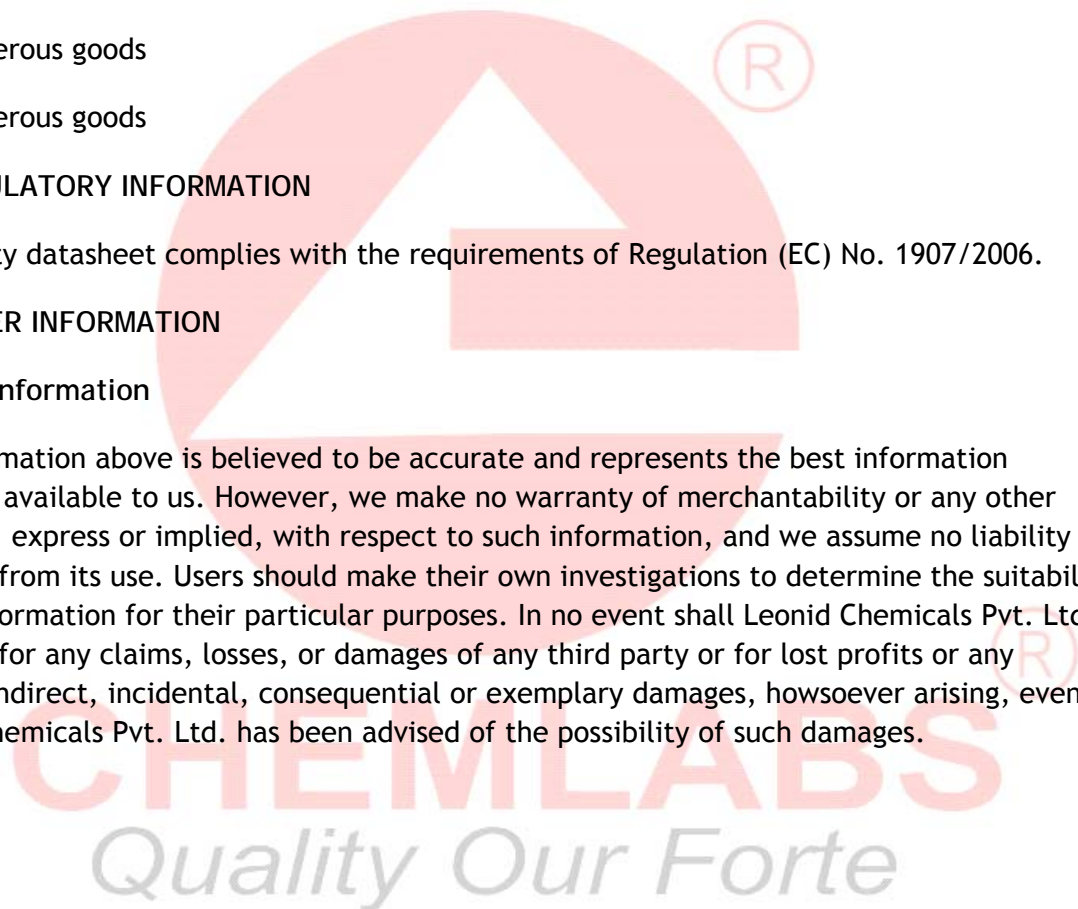 erous goods
erous goods
ULATORY INFORMATION
ty datasheet complies with the requirements of Regulation (EC) No. 1907/2006.
ER INFORMATION
nformation
mation above is believed to be accurate and represents the best information
available to us. However, we make no warranty of merchantability or any other
express or implied, with respect to such information, and we assume no liability
from its use. Users should make their own investigations to determine the suitabil
ormation for their particular purposes. In no event shall Leonid Chemicals Pvt. Ltd
for any claims, losses, or damages of any third party or for lost profits or any
ndirect, incidental, consequential or exemplary damages, howsoever arising, even
hemicals Pvt. Ltd. has been advised of the possibility of such damages.
®
®
CHEMLABS
Quality Our Forte